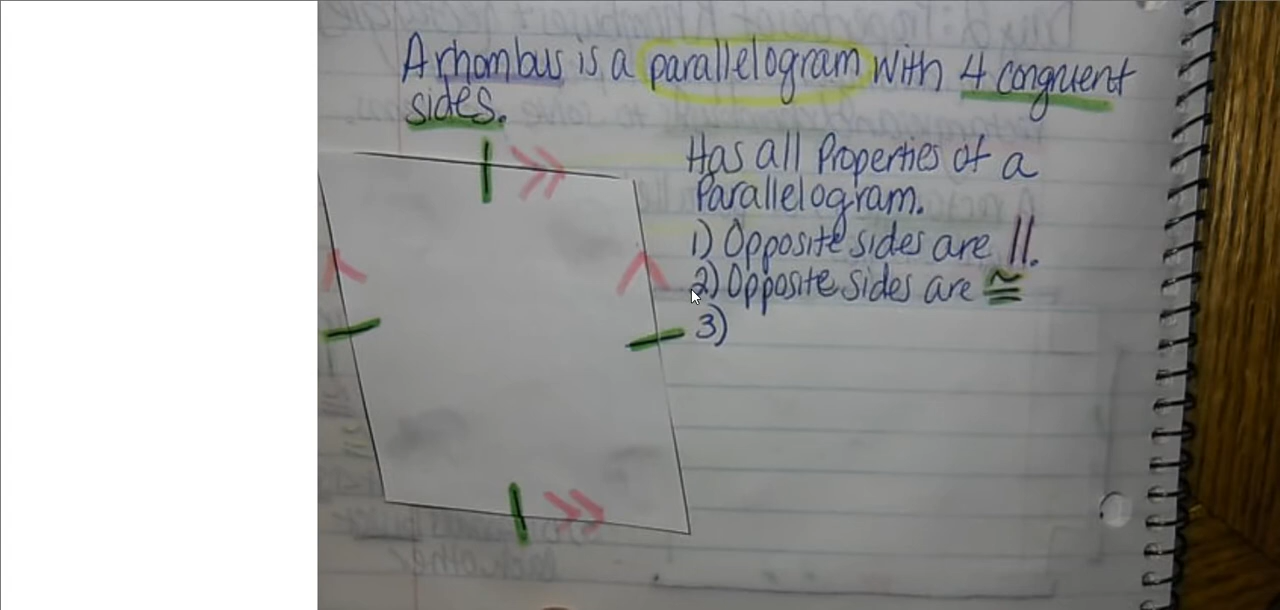 A rhombus is a parallelogram with 4 congruent
sides.
Has all Properties of a
Parallelogram.
1) Opposite sides are ||.
2) Opposite sides are ≅
3)